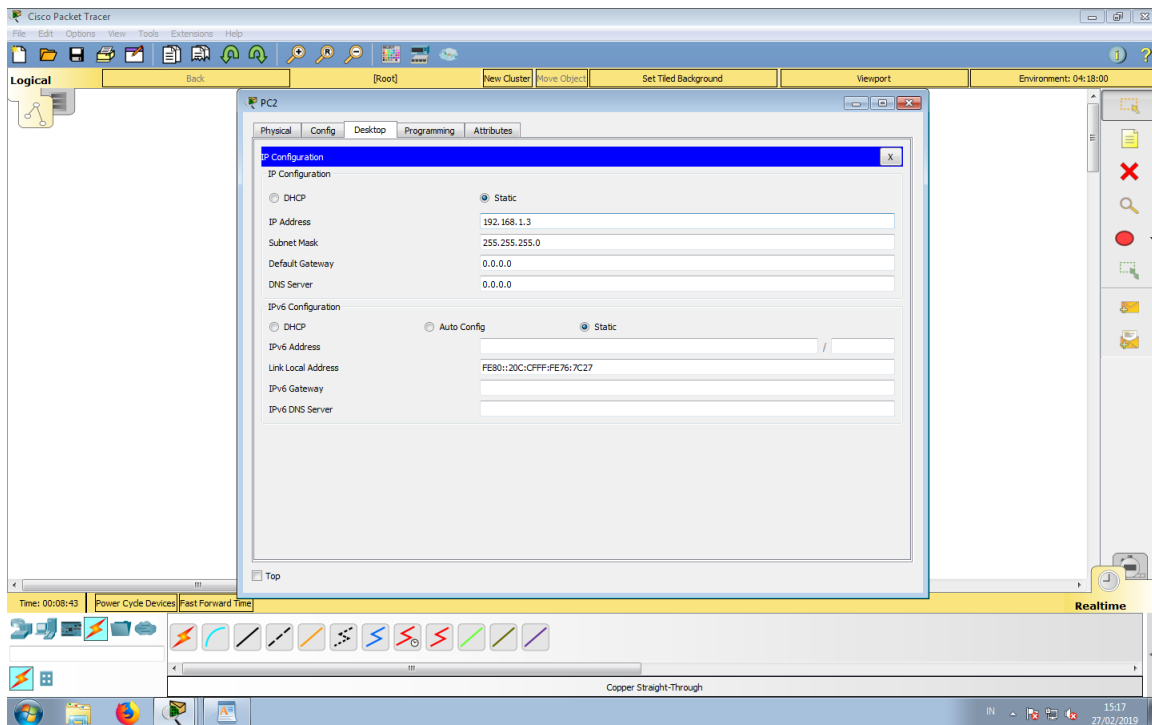 Cisco Packet Tracer
File Edit Options View Tools Extensions Help
Logical Back [Root] New Cluster Move Object Set Tiled Background Viewport Environment: 04:18:00
PC2
Physical Config Desktop Programming Attributes
IP Configuration X
IP Configuration
DHCP Static
IP Address 192.168.1.3
Subnet Mask 255.255.255.0
Default Gateway 0.0.0.0
DNS Server 0.0.0.0
IPv6 Configuration
DHCP Auto Config Static
IPv6 Address /
Link Local Address FE80::20C:CFFF:FE76:7C27
IPv6 Gateway
IPv6 DNS Server
Top
Time: 00:08:43 Power Cycle Devices Fast Forward Time Realtime
Copper Straight-Through
IN 15:17
27/02/2019